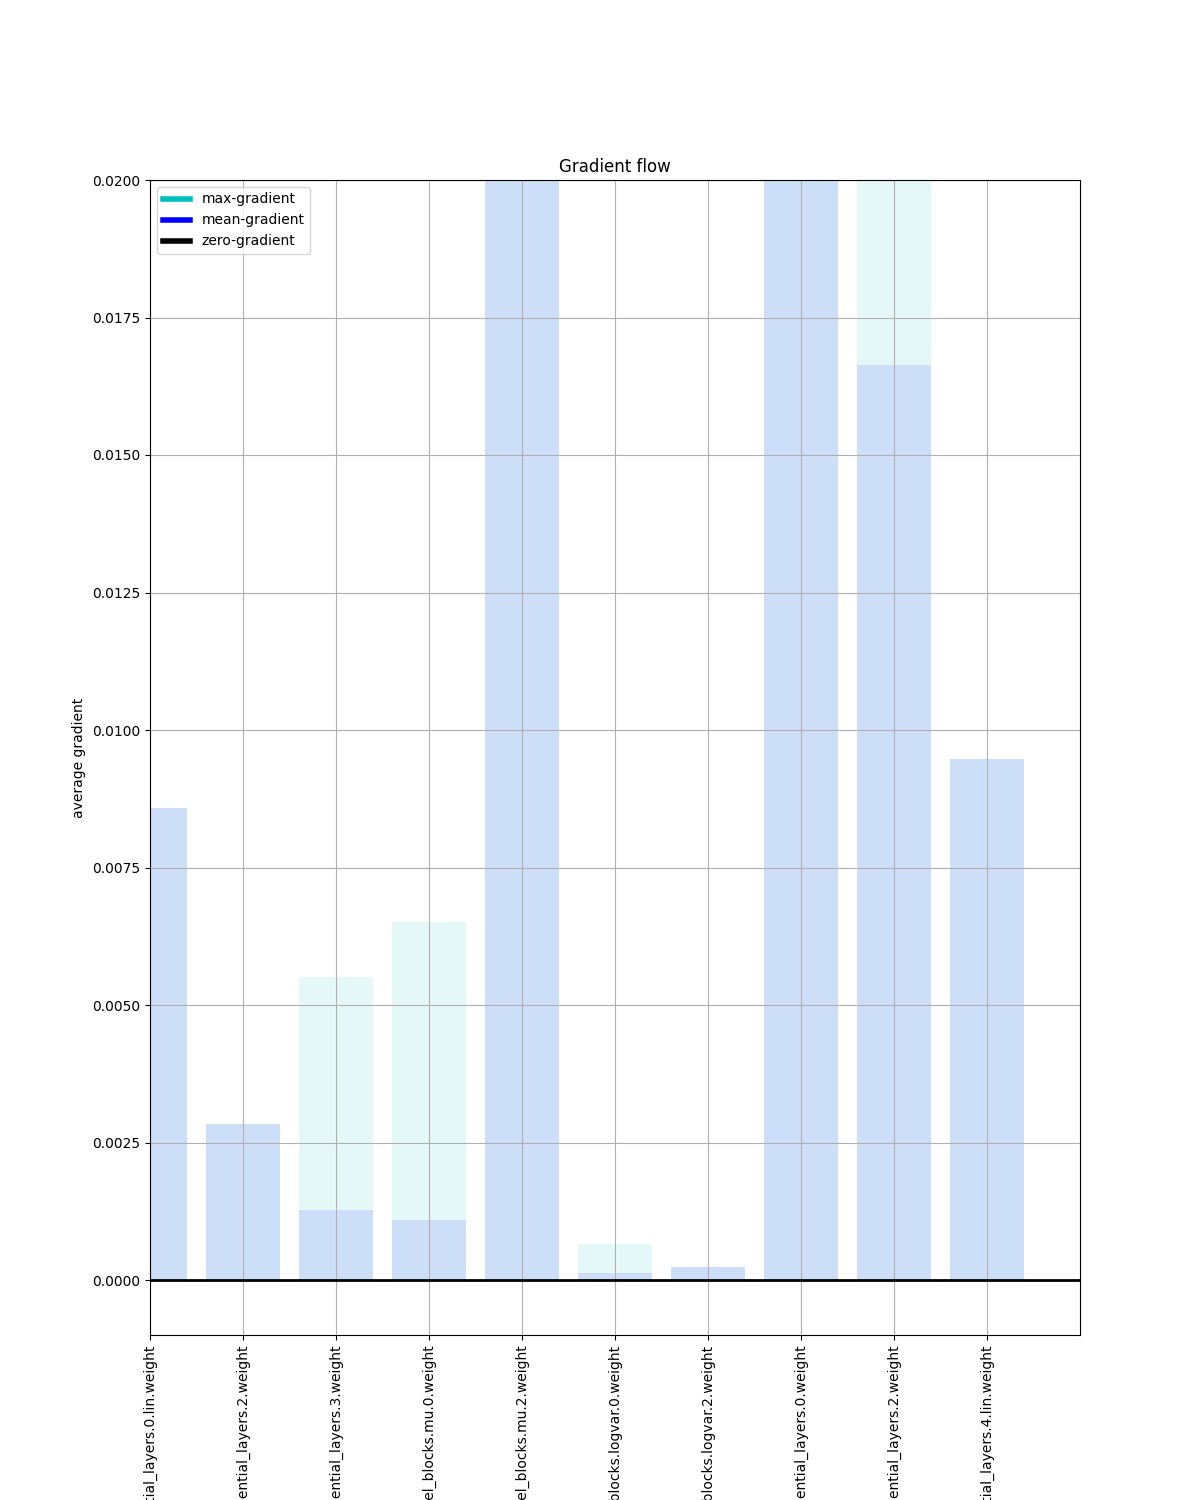 Gradient flow
max-gradient
mean-gradient
zero-gradient
0.0200
0.0175
0.0150
0.0125
0.0100
0.0075
0.0050
0.0025
0.0000
average gradient
tial_layers.0.lin.weight
ential_layers.2.weight
ential_layers.3.weight
el_blocks.mu.0.weight
el_blocks.mu.2.weight
blocks.logvar.0.weight
blocks.logvar.2.weight
ential_layers.0.weight
ential_layers.2.weight
tial_layers.4.lin.weight